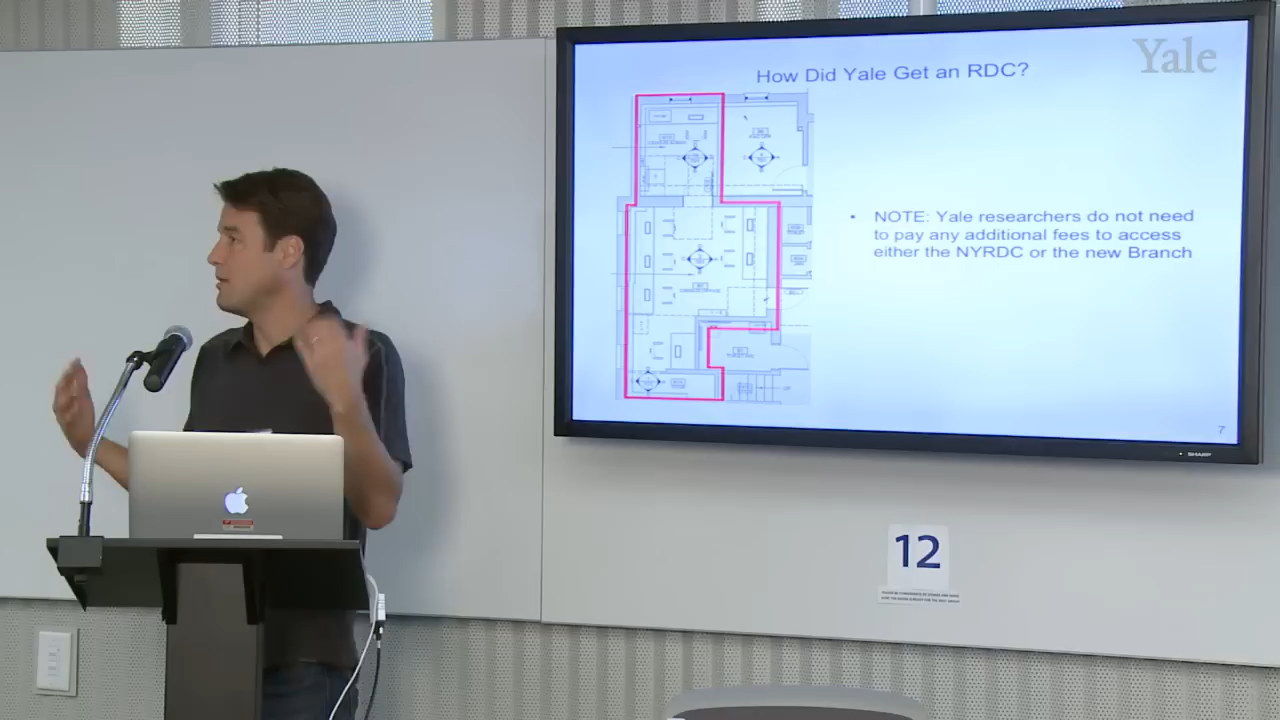 Yale
How Did Yale Get an RDC?
• NOTE: Yale researchers do not need
to pay any additional fees to access
either the NYRDC or the new Branch
7
SHARP
12